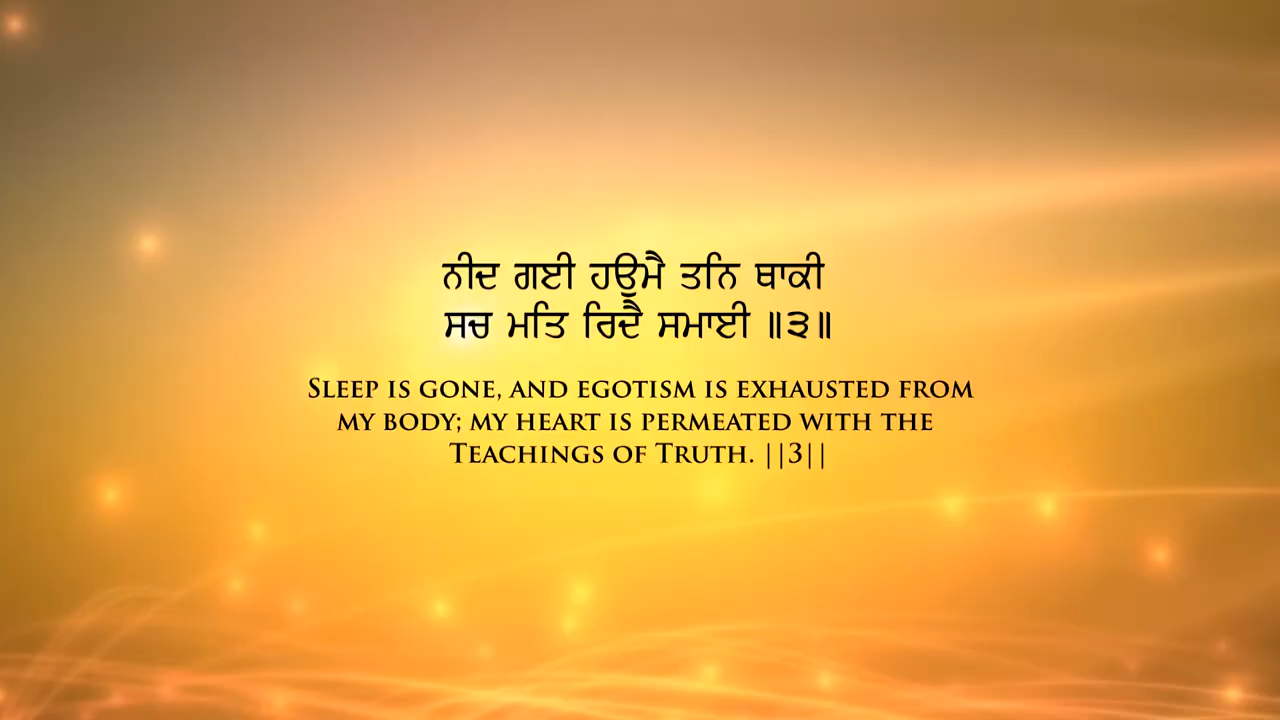 ਨੀਦ ਗਈ ਹਉਮੈ ਤਨਿ ਥਾਕੀ
ਸਚ ਮਤਿ ਰਿਦੈ ਸਮਾਈ ॥੩॥
Sleep is gone, and egotism is exhausted from
my body; my heart is permeated with the
Teachings of Truth. ||3||